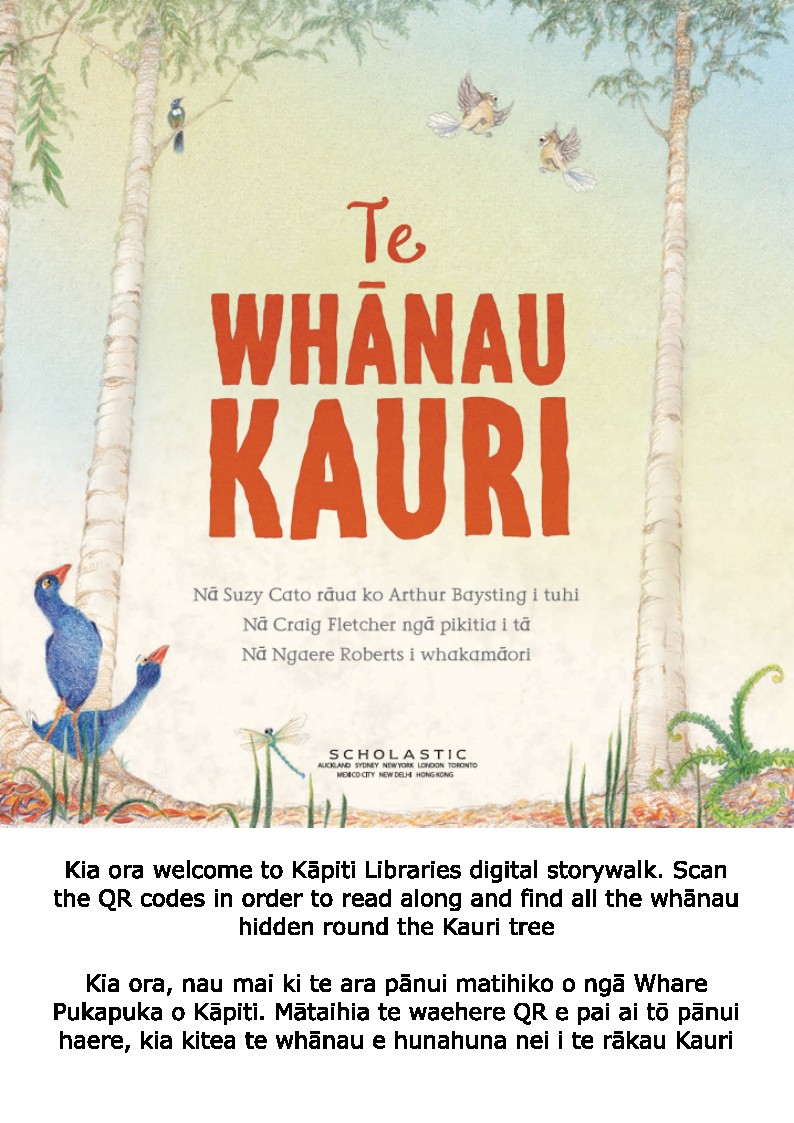 Te
WHĀNAU
KAURI
Nā Suzy Cato rāua ko Arthur Baysting i tuhi
Nā Craig Fletcher ngā pikitia i tā
Nā Ngaere Roberts i whakamāori
SCHOLASTIC
AUCKLAND SYDNEY NEW YORK LONDON TORONTO
MEXICO CITY NEW DELHI HONG KONG
Kia ora welcome to Kāpiti Libraries digital storywalk. Scan
the QR codes in order to read along and find all the whānau
hidden round the Kauri tree
Kia ora, nau mai ki te ara pānui matihiko o ngā Whare
Pukapuka o Kāpiti. Mātaihia te waehere QR e pai ai tō pānui
haere, kia kitea te whānau e hunahuna nei i te rākau Kauri